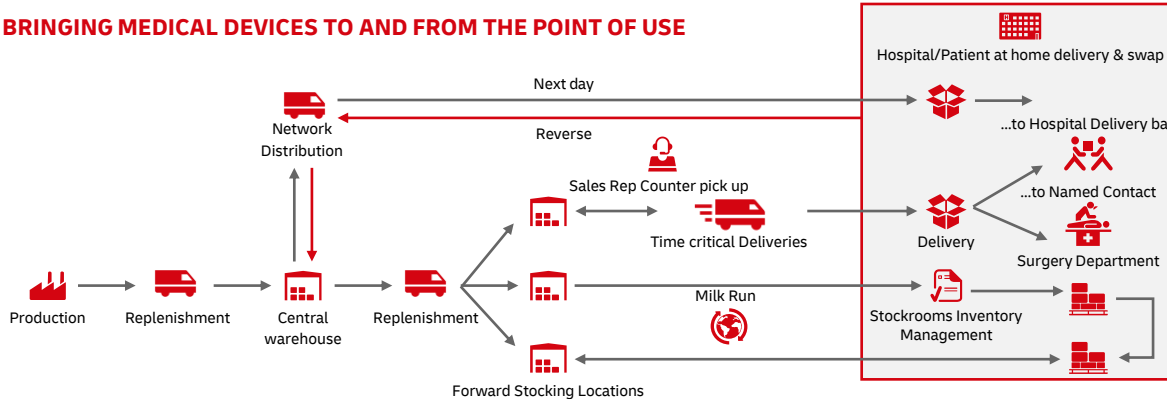 BRINGING MEDICAL DEVICES TO AND FROM THE POINT OF USE
Hospital/Patient at home delivery & swap
Next day
Network
Distribution
Reverse
...to Hospital Delivery ba
Sales Rep Counter pick up
...to Named Contact
Time critical Deliveries
Delivery
Surgery Department
Production
Replenishment
Central
warehouse
Replenishment
Milk Run
Stockrooms Inventory
Management
Forward Stocking Locations